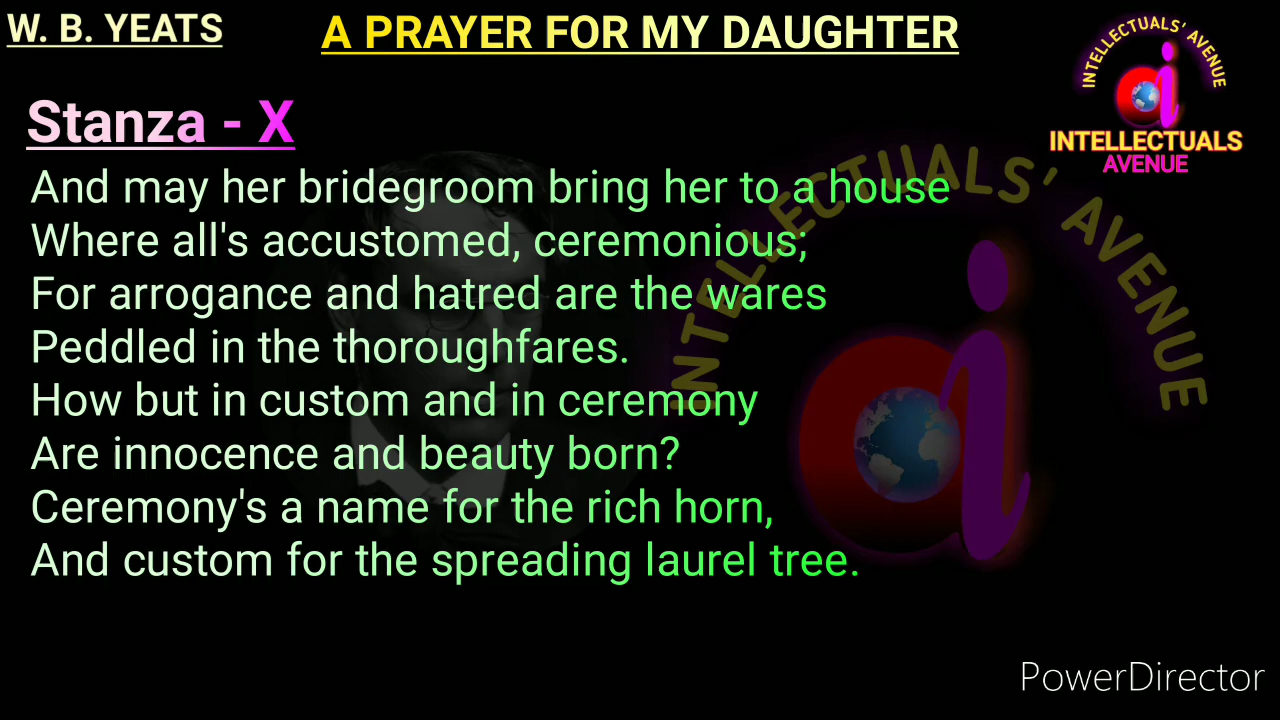 W. B. YEATS
A PRAYER FOR MY DAUGHTER
INTELLECTUALS' AVENUE
INTELLECTUALS
AVENUE
Stanza - X
And may her bridegroom bring her to a house
Where all's accustomed, ceremonious;
For arrogance and hatred are the wares
Peddled in the thoroughfares.
How but in custom and in ceremony
Are innocence and beauty born?
Ceremony's a name for the rich horn,
And custom for the spreading laurel tree.
INTELLECTUALS' AVENUE
PowerDirector